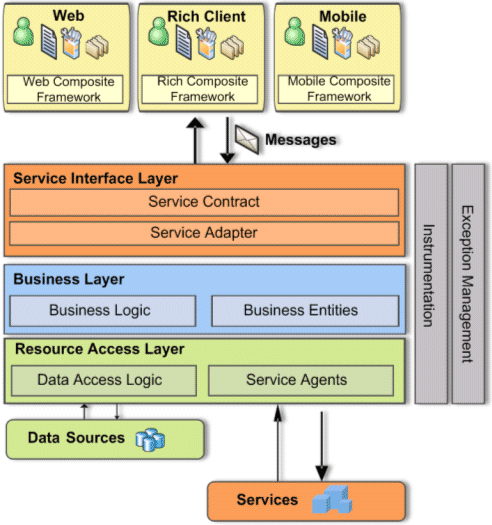 Web
Rich Client
Mobile
Web Composite
Framework
Rich Composite
Framework
Mobile Composite
Framework
Messages
Service Interface Layer
Service Contract
Service Adapter
Business Layer
Business Logic
Business Entities
Resource Access Layer
Data Access Logic
Service Agents
Instrumentation
Exception Management
Data Sources
Services